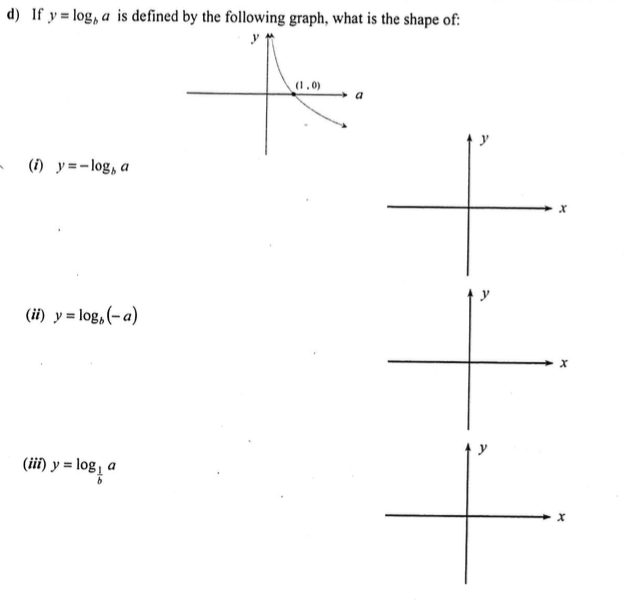 d) If y = log_b a is defined by the following graph, what is the shape of:
y
(1 , 0)
a
y
(i) y = – log_b a
x
y
(ii) y = log_b (– a)
x
y
(iii) y = log_{1/b} a
x